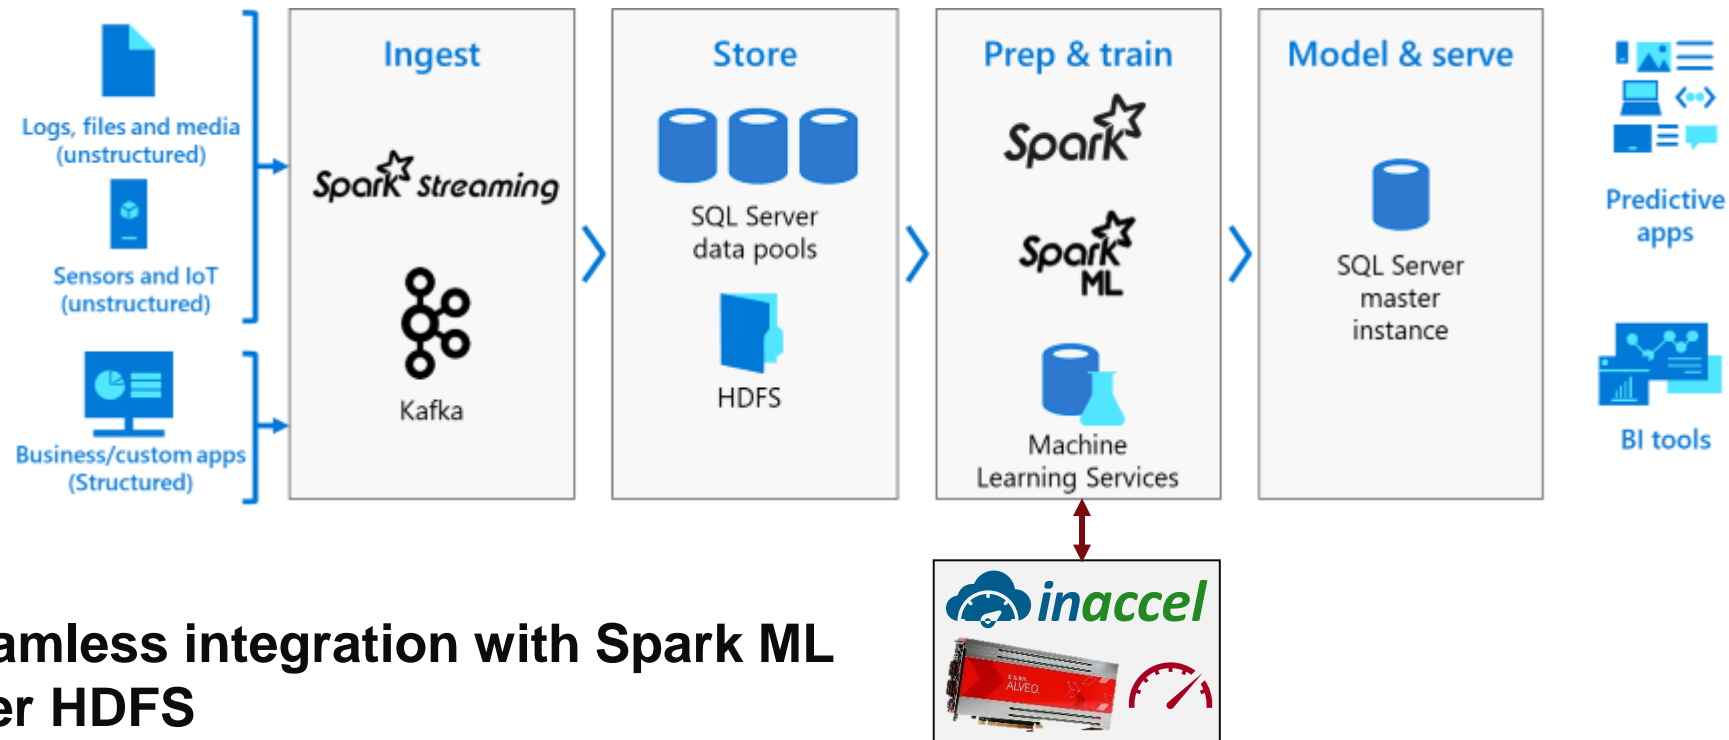 Logs, files and media
(unstructured)
Sensors and IoT
(unstructured)
Business/custom apps
(Structured)
Ingest
Spark Streaming
Kafka
Store
SQL Server
data pools
HDFS
Prep & train
Spark
Spark
ML
Machine
Learning Services
Model & serve
SQL Server
master
instance
Predictive
apps
BI tools
inaccel
ALVEO
amless integration with Spark ML
er HDFS